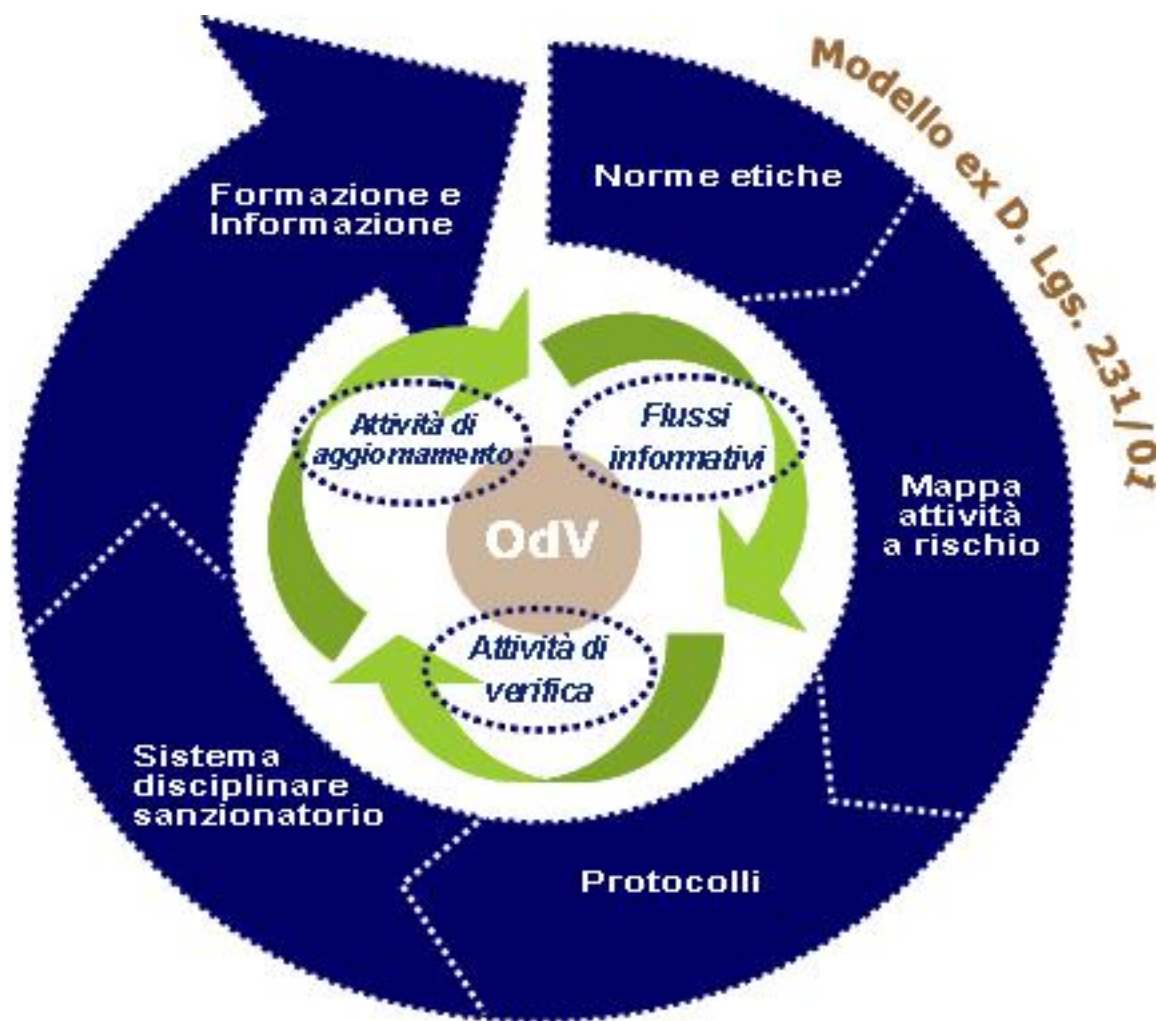 Modello ex D. Lgs. 231/01
Norme etiche
Mappa
attività
a rischio
Protocolli
Sistema
disciplinare
sanzionatorio
Formazione e
Informazione
Flussi
informativi
Attività di
verifica
Attività di
aggiornamento
OdV